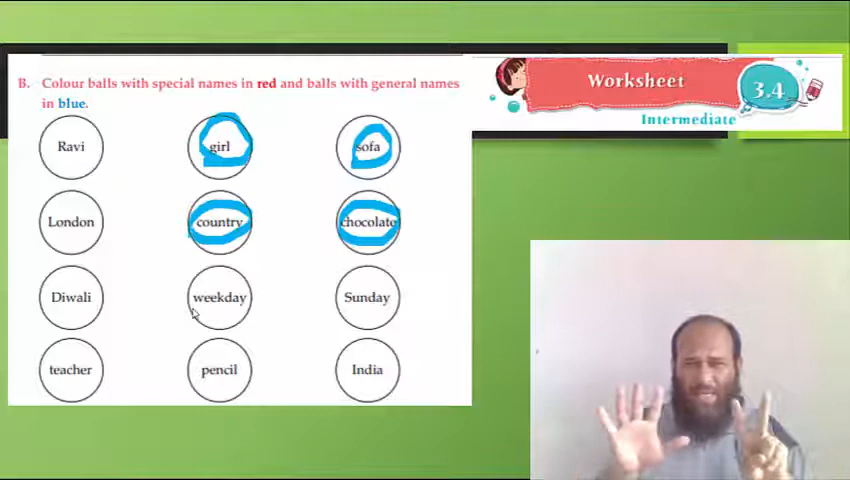 B. Colour balls with special names in red and balls with general names
in blue.
Worksheet
3.4
Intermediate
Ravi girl sofa
London country chocolate
Diwali weekday Sunday
teacher pencil India